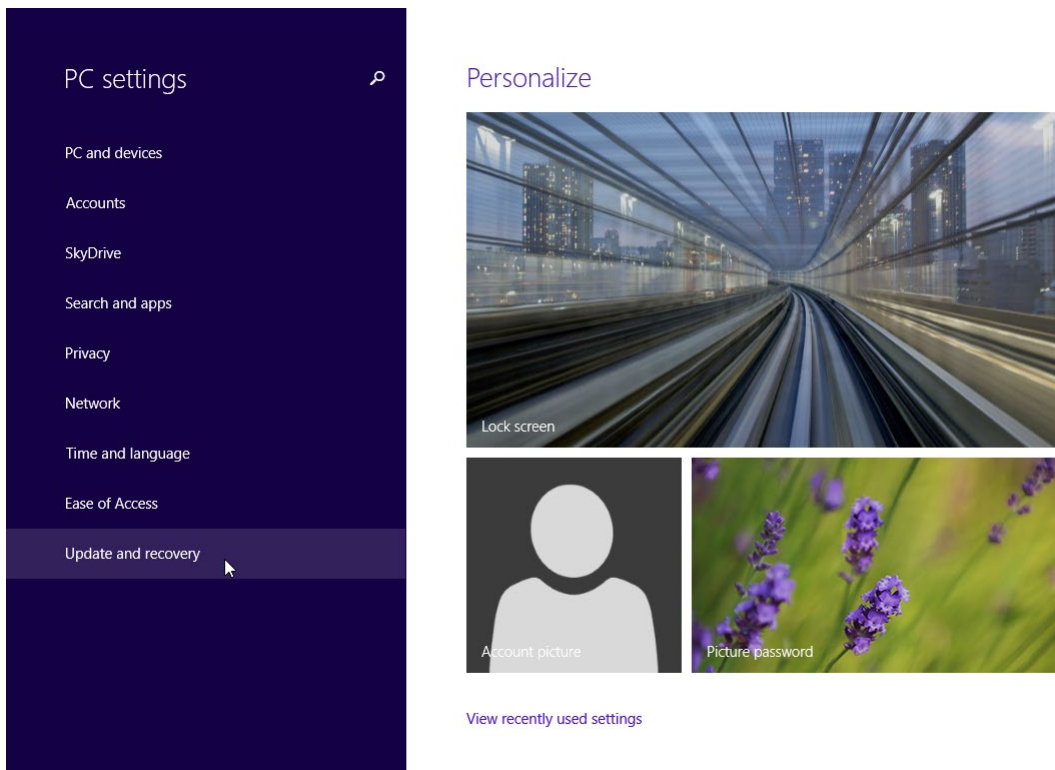 PC settings
PC and devices
Accounts
SkyDrive
Search and apps
Privacy
Network
Time and language
Ease of Access
Update and recovery
Personalize
Lock screen
Account picture
Picture password
View recently used settings